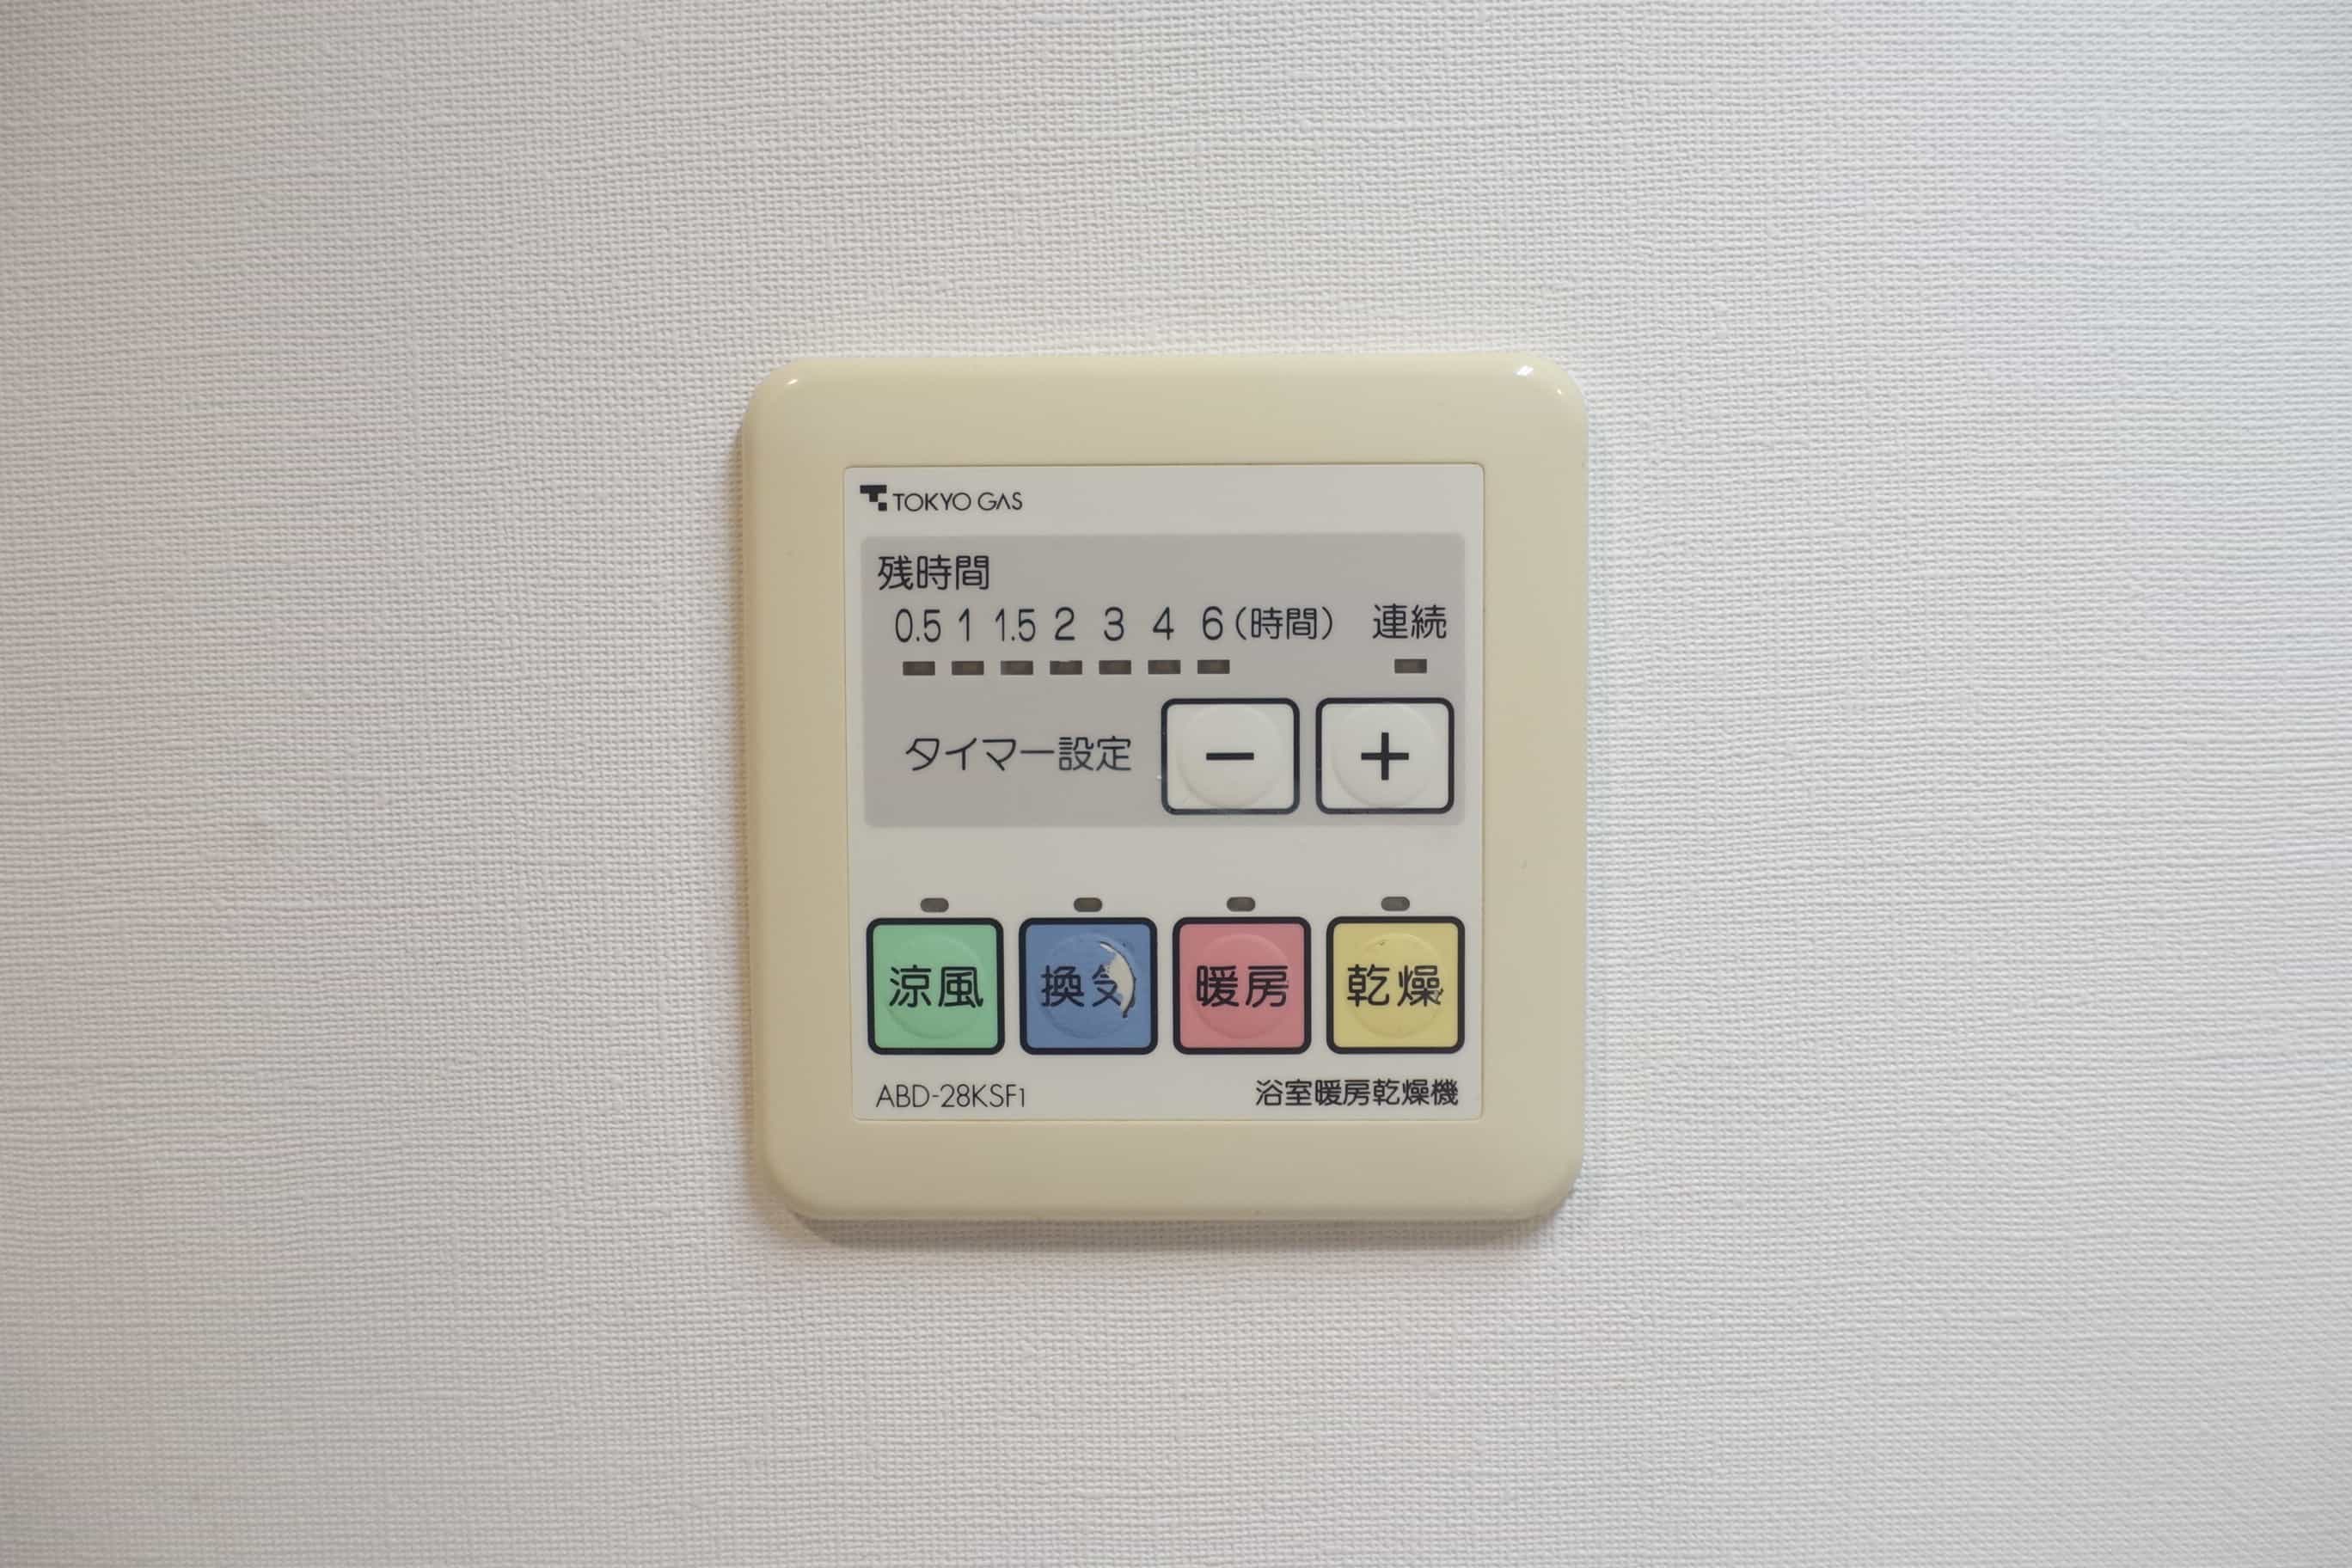 TOKYO GAS
残時間
0.5 1 1.5 2 3 4 6(時間) 連続
タイマー設定 − +
涼風 換気 暖房 乾燥
ABD-28KSF1 浴室暖房乾燥機